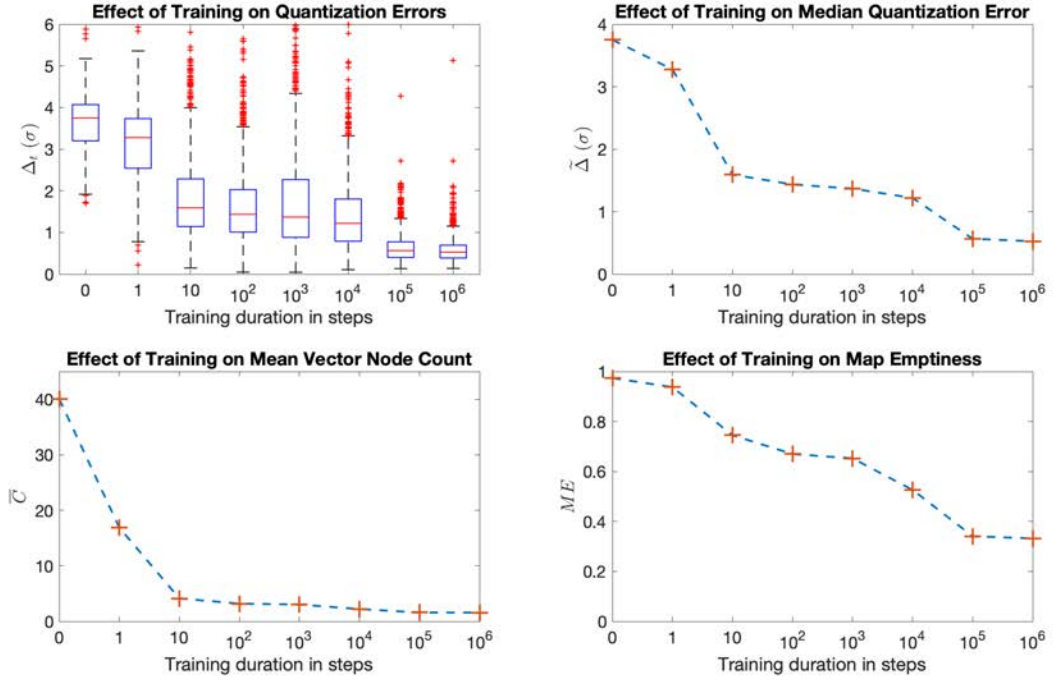 Effect of Training on Quantization Errors
6
5
4
3
2
1
0
Δₜ (σ)
0 1 10 10² 10³ 10⁴ 10⁵ 10⁶
Training duration in steps
Effect of Training on Median Quantization Error
4
3
2
1
0
Δ̃ (σ)
0 1 10 10² 10³ 10⁴ 10⁵ 10⁶
Training duration in steps
Effect of Training on Mean Vector Node Count
40
30
20
10
0
C̅
0 1 10 10² 10³ 10⁴ 10⁵ 10⁶
Training duration in steps
Effect of Training on Map Emptiness
1
0.8
0.6
0.4
0.2
0
ME
0 1 10 10² 10³ 10⁴ 10⁵ 10⁶
Training duration in steps